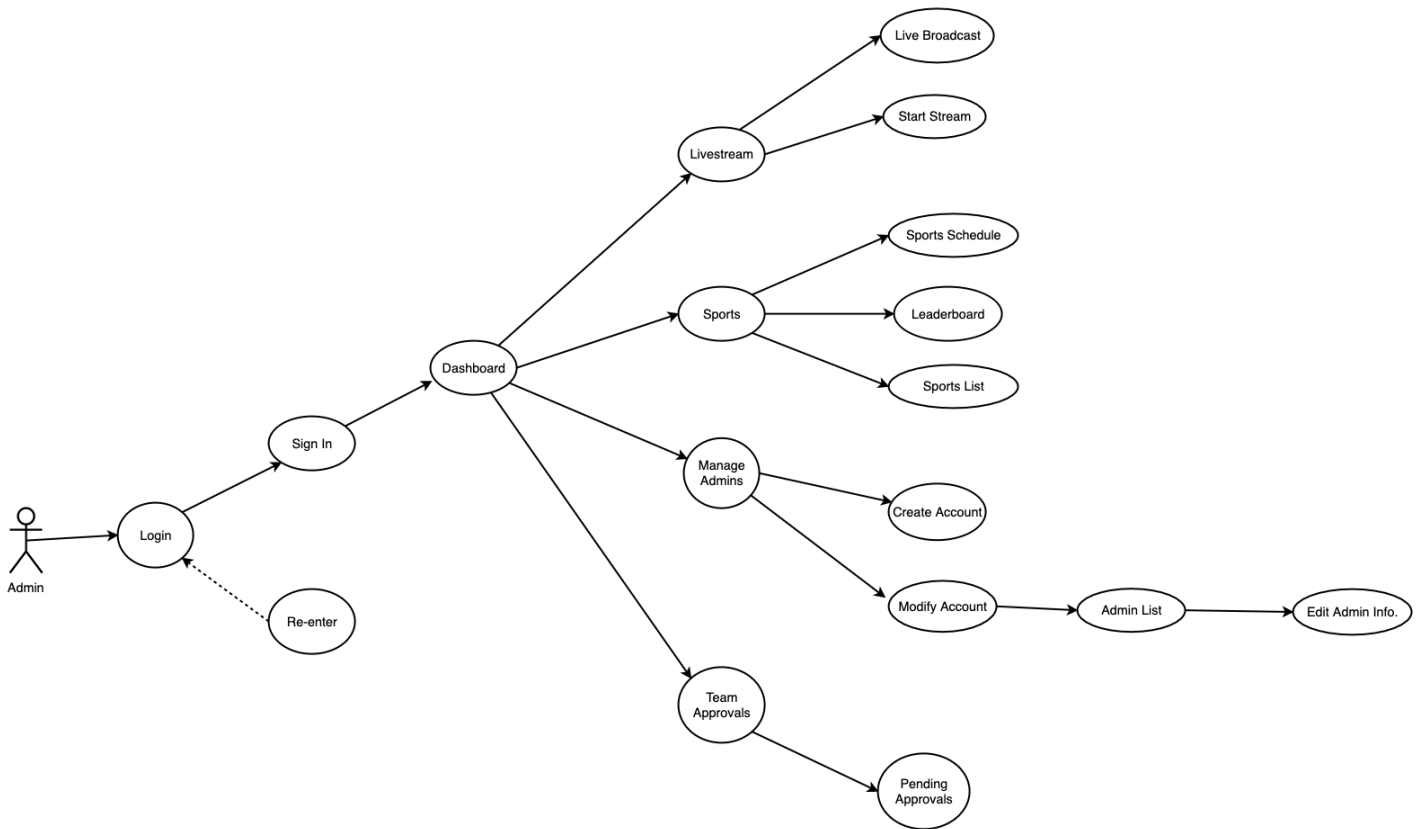 Live Broadcast
Start Stream
Livestream
Sports Schedule
Sports
Leaderboard
Dashboard
Sports List
Sign In
Manage
Admins
Create Account
Login
Admin
Re-enter
Modify Account
Admin List
Edit Admin Info.
Team
Approvals
Pending
Approvals